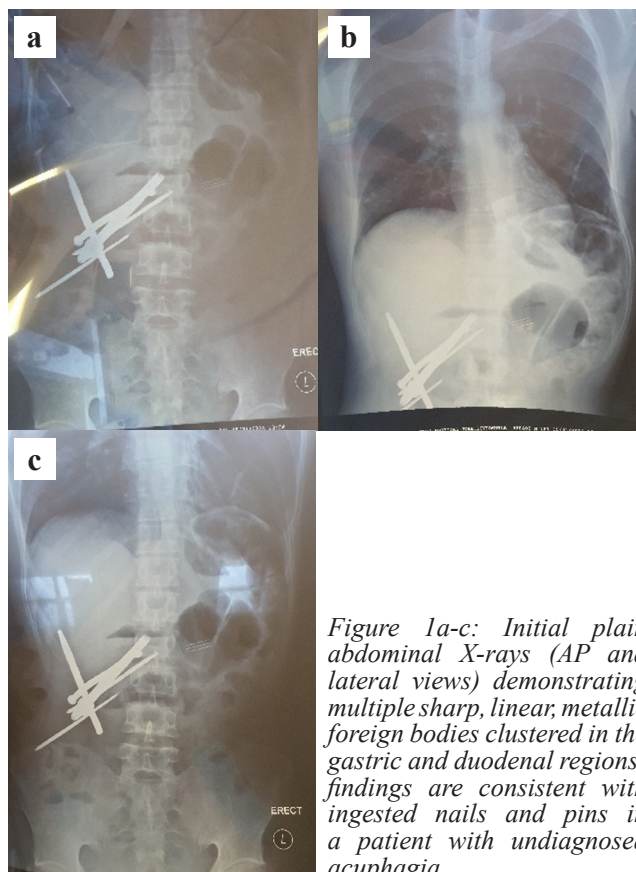 a
b
EREC
L
c
ERECT
L
Figure 1a-c: Initial plain
abdominal X-rays (AP and
lateral views) demonstrating
multiple sharp, linear, metallic
foreign bodies clustered in the
gastric and duodenal regions;
findings are consistent with
ingested nails and pins in
a patient with undiagnosed
acuphagia